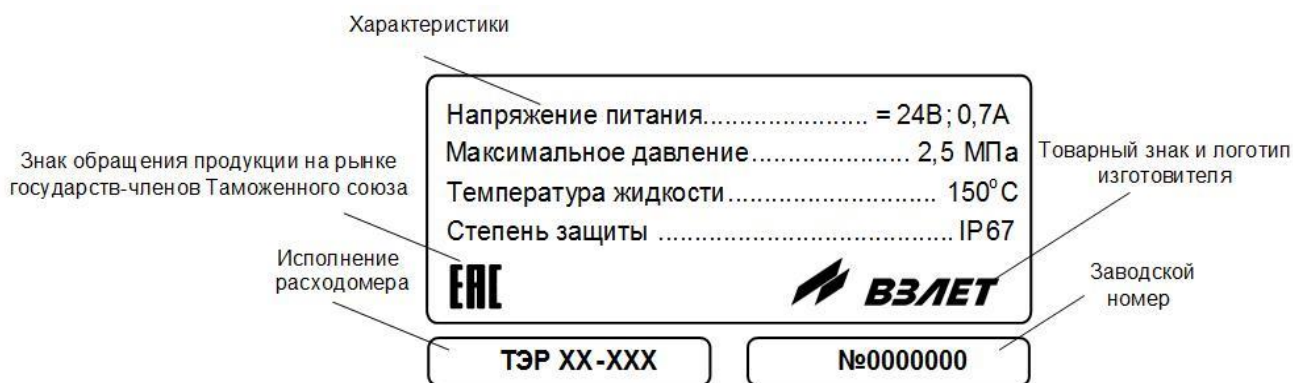 Характеристики
Напряжение питания...................... = 24В; 0,7А
Максимальное давление..................... 2,5 МПа
Температура жидкости............................ 150°С
Степень защиты ....................................... IP67
Знак обращения продукции на рынке
государств-членов Таможенного союза
Товарный знак и логотип
изготовителя
Исполнение
расходомера
ЕАС
ВЗЛЕТ
Заводской
номер
ТЭР ХХ-ХХХ
№0000000